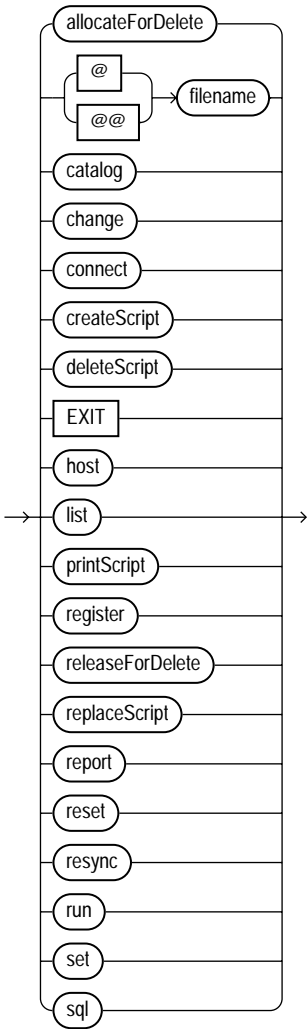 allocateForDelete
@
@@
filename
catalog
change
connect
createScript
deleteScript
EXIT
host
list
printScript
register
releaseForDelete
replaceScript
report
reset
resync
run
set
sql